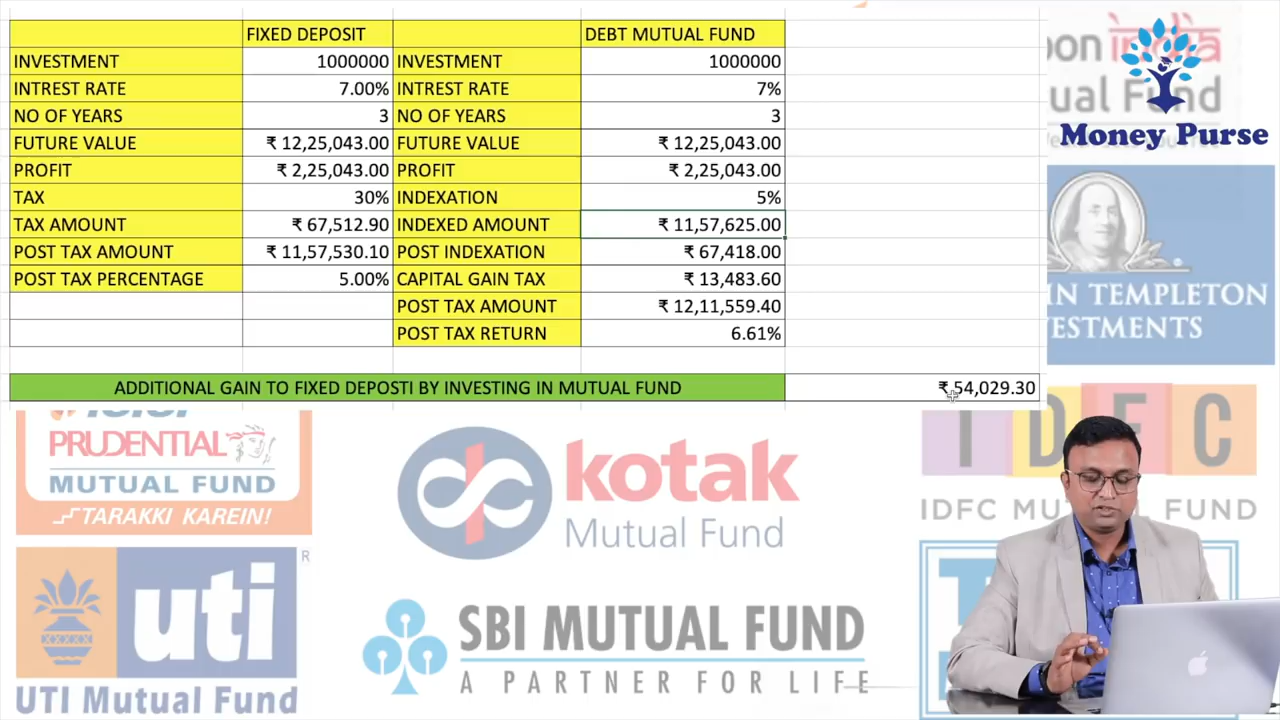 FIXED DEPOSIT DEBT MUTUAL FUND
INVESTMENT 1000000 INVESTMENT 1000000
INTREST RATE 7.00% INTREST RATE 7%
NO OF YEARS 3 NO OF YEARS 3
FUTURE VALUE ₹ 12,25,043.00 FUTURE VALUE ₹ 12,25,043.00
PROFIT ₹ 2,25,043.00 PROFIT ₹ 2,25,043.00
TAX 30% INDEXATION 5%
TAX AMOUNT ₹ 67,512.90 INDEXED AMOUNT ₹ 11,57,625.00
POST TAX AMOUNT ₹ 11,57,530.10 POST INDEXATION ₹ 67,418.00
POST TAX PERCENTAGE 5.00% CAPITAL GAIN TAX ₹ 13,483.60
POST TAX AMOUNT ₹ 12,11,559.40
POST TAX RETURN 6.61%
ADDITIONAL GAIN TO FIXED DEPOSTI BY INVESTING IN MUTUAL FUND ₹ 54,029.30
india
Fund
Money Purse
TEMPLETON
PRUDENTIAL
MUTUAL FUND
TARAKKI KAREIN!
kotak
Mutual Fund
IDFC
IDFC FUND
uti
®
UTI Mutual Fund
SBI MUTUAL FUND
A PARTNER FOR LIFE